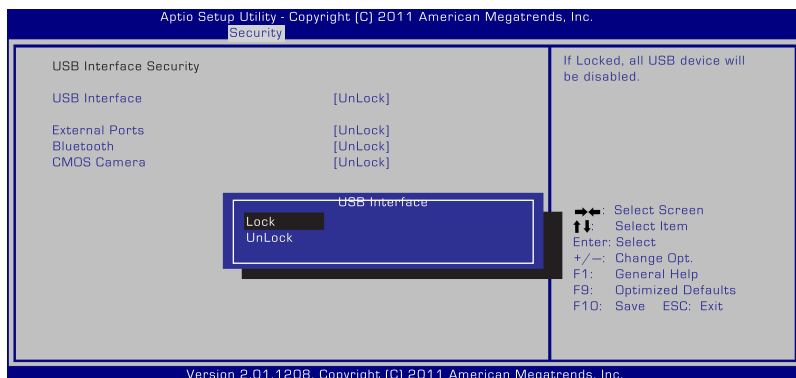 Aptio Setup Utility - Copyright (C) 2011 American Megatrends, Inc.
Security
USB Interface Security
USB Interface [UnLock]
External Ports [UnLock]
Bluetooth [UnLock]
CMOS Camera [UnLock]
USB Interface
Lock
UnLock
If Locked, all USB device will
be disabled.
→←: Select Screen
↑↓: Select Item
Enter: Select
+/—: Change Opt.
F1: General Help
F9: Optimized Defaults
F10: Save ESC: Exit
Version 2.01.1208. Copyright (C) 2011 American Megatrends, Inc.